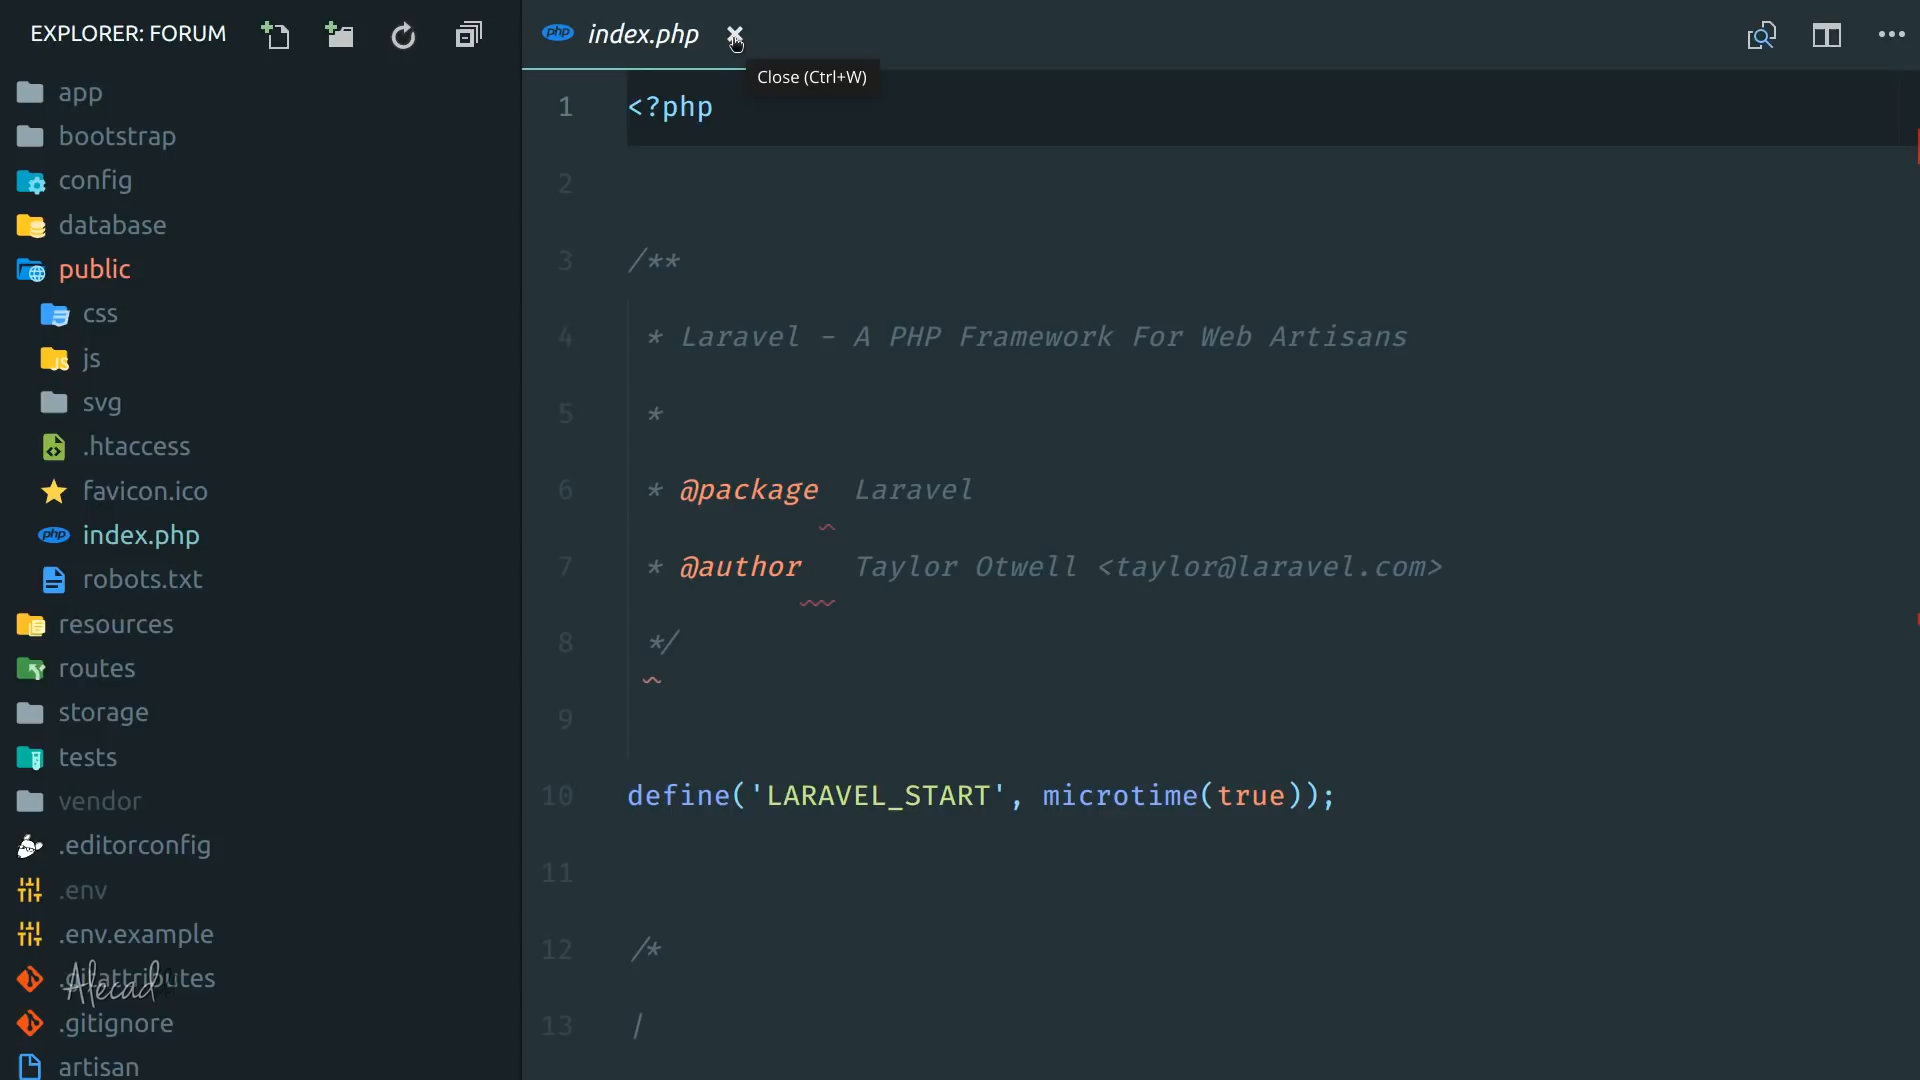 EXPLORER: FORUM
app
bootstrap
config
database
public
css
js
svg
.htaccess
favicon.ico
index.php
robots.txt
resources
routes
storage
tests
vendor
.editorconfig
.env
.env.example
.gitattributes
Alecad
.gitignore
artisan
php index.php
Close (Ctrl+W)
1 <?php
2
3 /**
4 * Laravel - A PHP Framework For Web Artisans
5 *
6 * @package  Laravel
7 * @author   Taylor Otwell <taylor@laravel.com>
8 */
9
10 define('LARAVEL_START', microtime(true));
11
12 /*
13 |